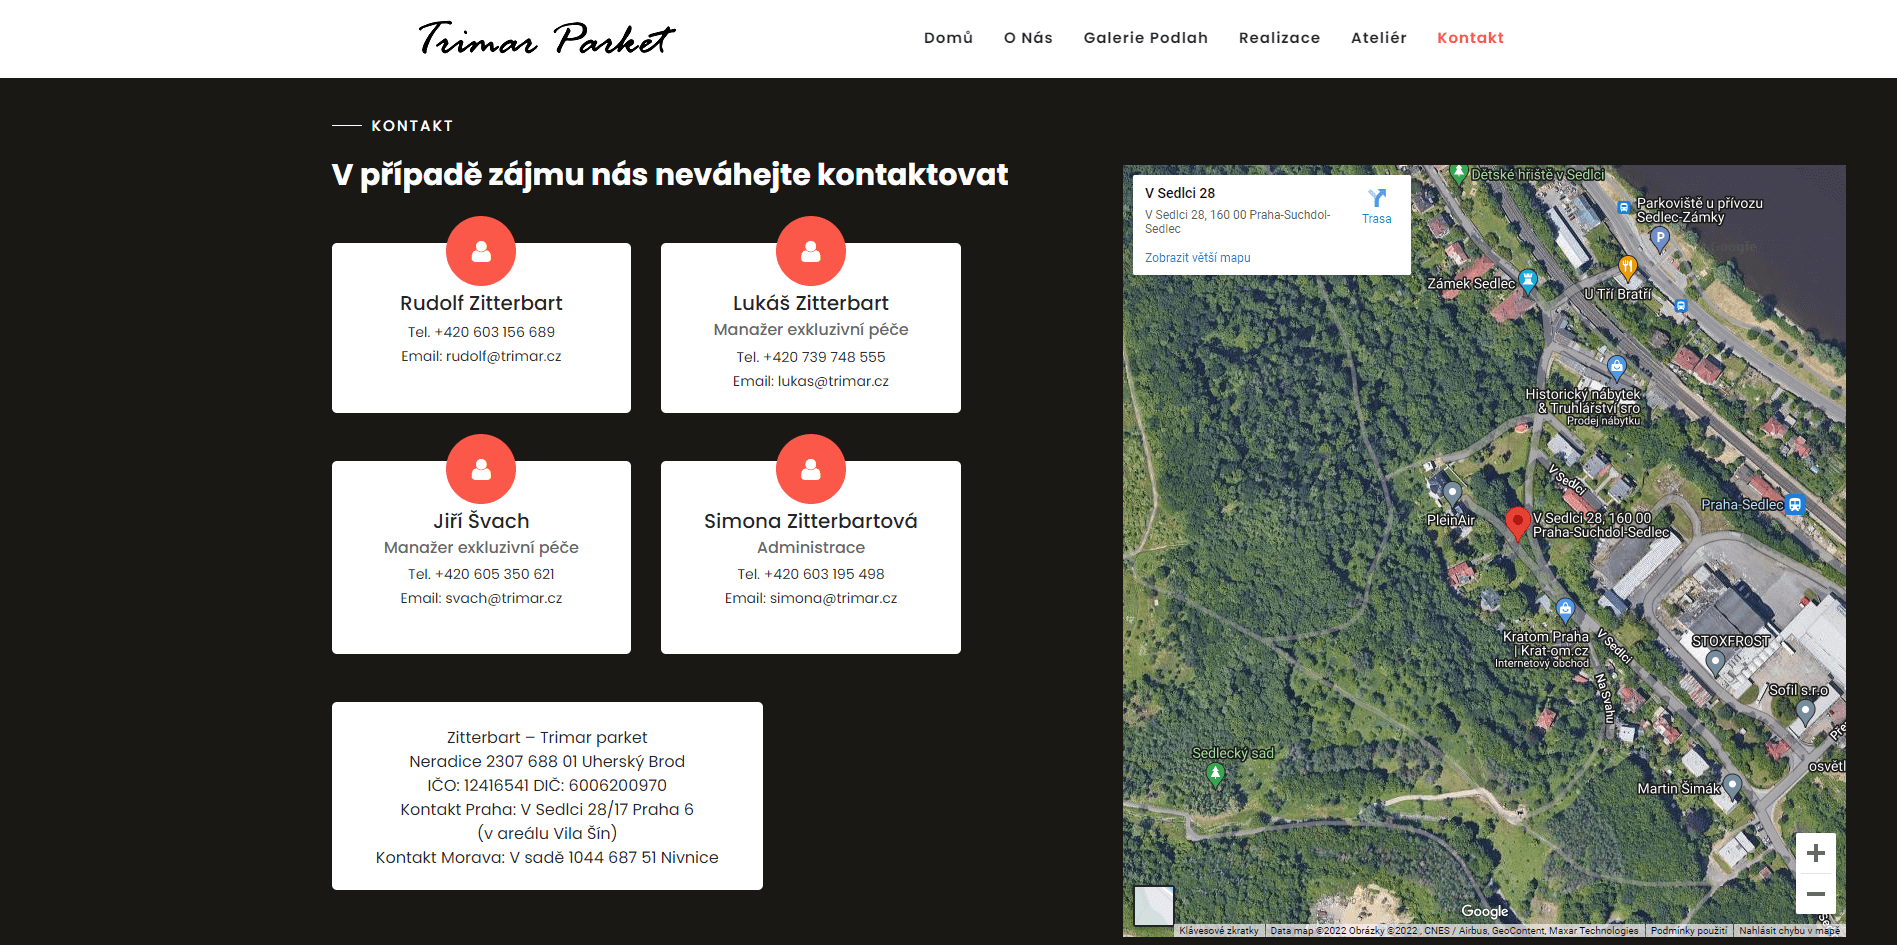 Trimar Parket
Domů O Nás Galerie Podlah Realizace Ateliér Kontakt
KONTAKT
V případě zájmu nás neváhejte kontaktovat
Rudolf Zitterbart
Tel. +420 603 156 689
Email: rudolf@trimar.cz
Lukáš Zitterbart
Manažer exkluzivní péče
Tel. +420 739 748 555
Email: lukas@trimar.cz
Jiří Švach
Manažer exkluzivní péče
Tel. +420 605 350 621
Email: svach@trimar.cz
Simona Zitterbartová
Administrace
Tel. +420 603 195 498
Email: simona@trimar.cz
Zitterbart – Trimar parket
Neradice 2307 688 01 Uherský Brod
IČO: 12416541 DIČ: 6006200970
Kontakt Praha: V Sedlci 28/17 Praha 6
(v areálu Vila Šín)
Kontakt Morava: V sadě 1044 687 51 Nivnice
V Sedlci 28
V Sedlci 28, 160 00 Praha-Suchdol-
Sedlec
Trasa
Zobrazit větší mapu
Dětské hřiště v Sedlci
Parkoviště u přívozu
Sedlec-Zámky
Google
Zámek Sedlec
U Tří Bratří
Historický nábytek
& Truhlářství sro
Prodej nábytku
V Sedlci
Praha-Sedlec
PleinAir
V Sedlci 28, 160 00
Praha-Suchdol-Sedlec
Kratom Praha
| Krat-om.cz
Internetový obchod
V Sedlci
Na Svahu
STOXFROST
Sofil s.r.o
osvětl
Sedlecký sad
Martin Šimák
Google
Klávesové zkratky
Data map ©2022 Obrázky ©2022 , CNES / Airbus, GeoContent, Maxar Technologies
Podmínky použití
Nahlásit chybu v mapě